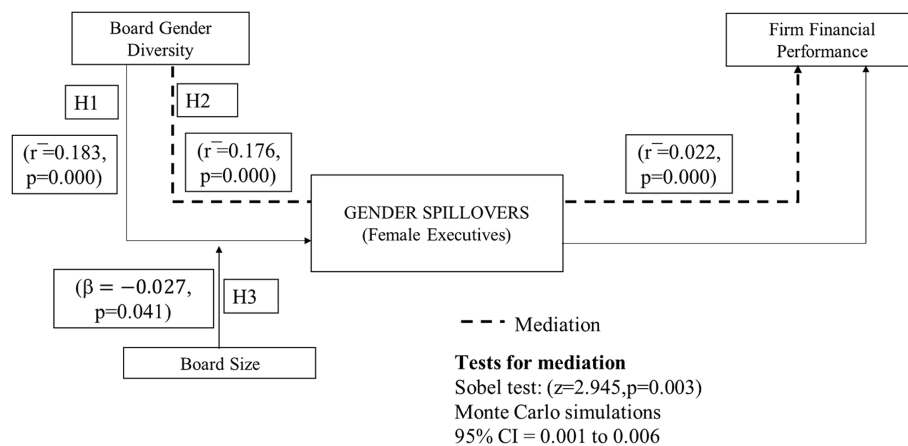 Board Gender
Diversity
Firm Financial
Performance
H1
H2
(r̅=0.183,
p=0.000)
(r̅=0.176,
p=0.000)
(r̅=0.022,
p=0.000)
GENDER SPILLOVERS
(Female Executives)
(β = −0.027,
p=0.041)
H3
Board Size
Mediation
Tests for mediation
Sobel test: (z=2.945,p=0.003)
Monte Carlo simulations
95% CI = 0.001 to 0.006